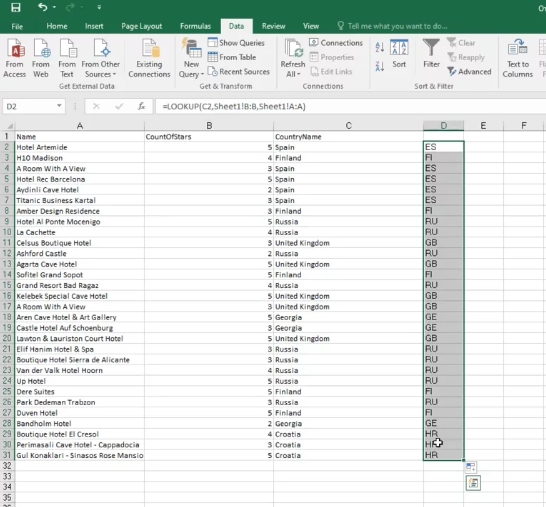 File Home Insert Page Layout Formulas Data Review View Tell me what you want to do...
From Access
From Web
From Text
From Other Sources
Existing Connections
Get External Data
New Query
Show Queries
From Table
Recent Sources
Get & Transform
Refresh All
Connections
Properties
Edit Links
Connections
Sort
Filter
Clear
Reapply
Advanced
Sort & Filter
Text to Columns
D2 fx =LOOKUP(C2,Sheet1!B:B,Sheet1!A:A)
A B C D E F
1 Name CountOfStars CountryName
2 Hotel Artemide 5 Spain ES
3 H10 Madison 4 Finland FI
4 A Room With A View 3 Spain ES
5 Hotel Rec Barcelona 5 Spain ES
6 Aydinli Cave Hotel 2 Spain ES
7 Titanic Business Kartal 3 Spain ES
8 Amber Design Residence 3 Finland FI
9 Hotel Al Ponte Mocenigo 5 Russia RU
10 La Cachette 4 Russia RU
11 Celsus Boutique Hotel 3 United Kingdom GB
12 Ashford Castle 2 Russia RU
13 Agarta Cave Hotel 5 United Kingdom GB
14 Sofitel Grand Sopot 5 Finland FI
15 Grand Resort Bad Ragaz 4 Russia RU
16 Kelebek Special Cave Hotel 5 United Kingdom GB
17 A Room With A View 3 United Kingdom GB
18 Aren Cave Hotel & Art Gallery 5 Georgia GE
19 Castle Hotel Auf Schoenburg 3 Georgia GE
20 Lawton & Lauriston Court Hotel 5 United Kingdom GB
21 Elif Hanim Hotel & Spa 3 Russia RU
22 Boutique Hotel Sierra de Alicante 3 Russia RU
23 Van der Valk Hotel Hoorn 4 Russia RU
24 Up Hotel 5 Russia RU
25 Dere Suites 5 Finland FI
26 Park Dedeman Trabzon 3 Russia RU
27 Duven Hotel 5 Finland FI
28 Bandholm Hotel 2 Georgia GE
29 Boutique Hotel El Cresol 4 Croatia HR
30 Perimasali Cave Hotel - Cappadocia 3 Croatia
31 Gul Konaklari - Sinasos Rose Mansio 5 Croatia HR
32
33
34
35